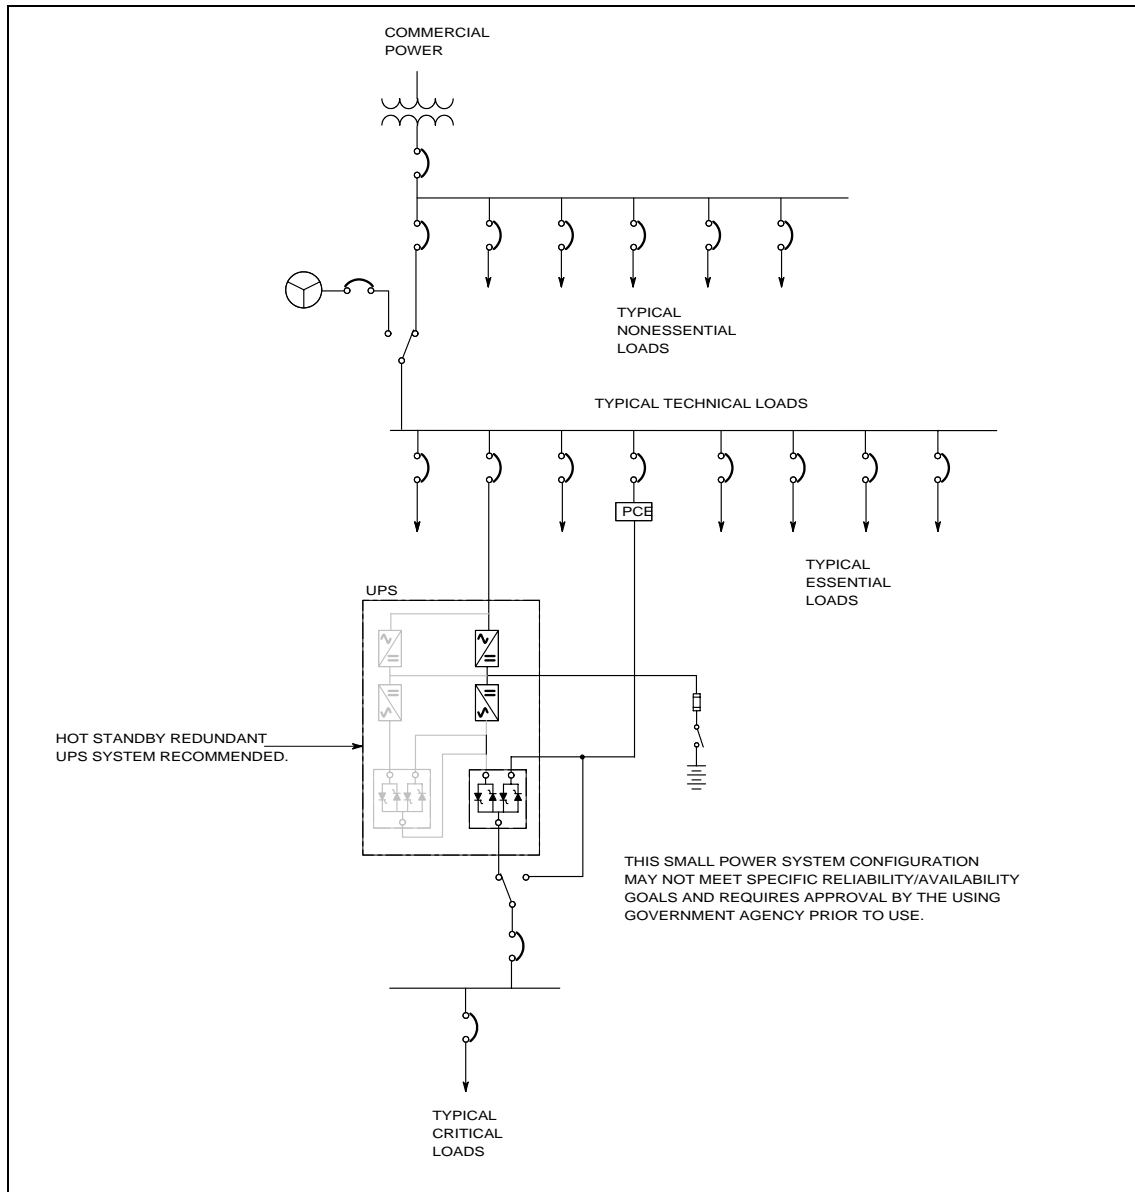 COMMERCIAL
POWER
TYPICAL
NONESSENTIAL
LOADS
TYPICAL TECHNICAL LOADS
PCE
TYPICAL
ESSENTIAL
LOADS
UPS
HOT STANDBY REDUNDANT
UPS SYSTEM RECOMMENDED.
THIS SMALL POWER SYSTEM CONFIGURATION
MAY NOT MEET SPECIFIC RELIABILITY/AVAILABILITY
GOALS AND REQUIRES APPROVAL BY THE USING
GOVERNMENT AGENCY PRIOR TO USE.
TYPICAL
CRITICAL
LOADS